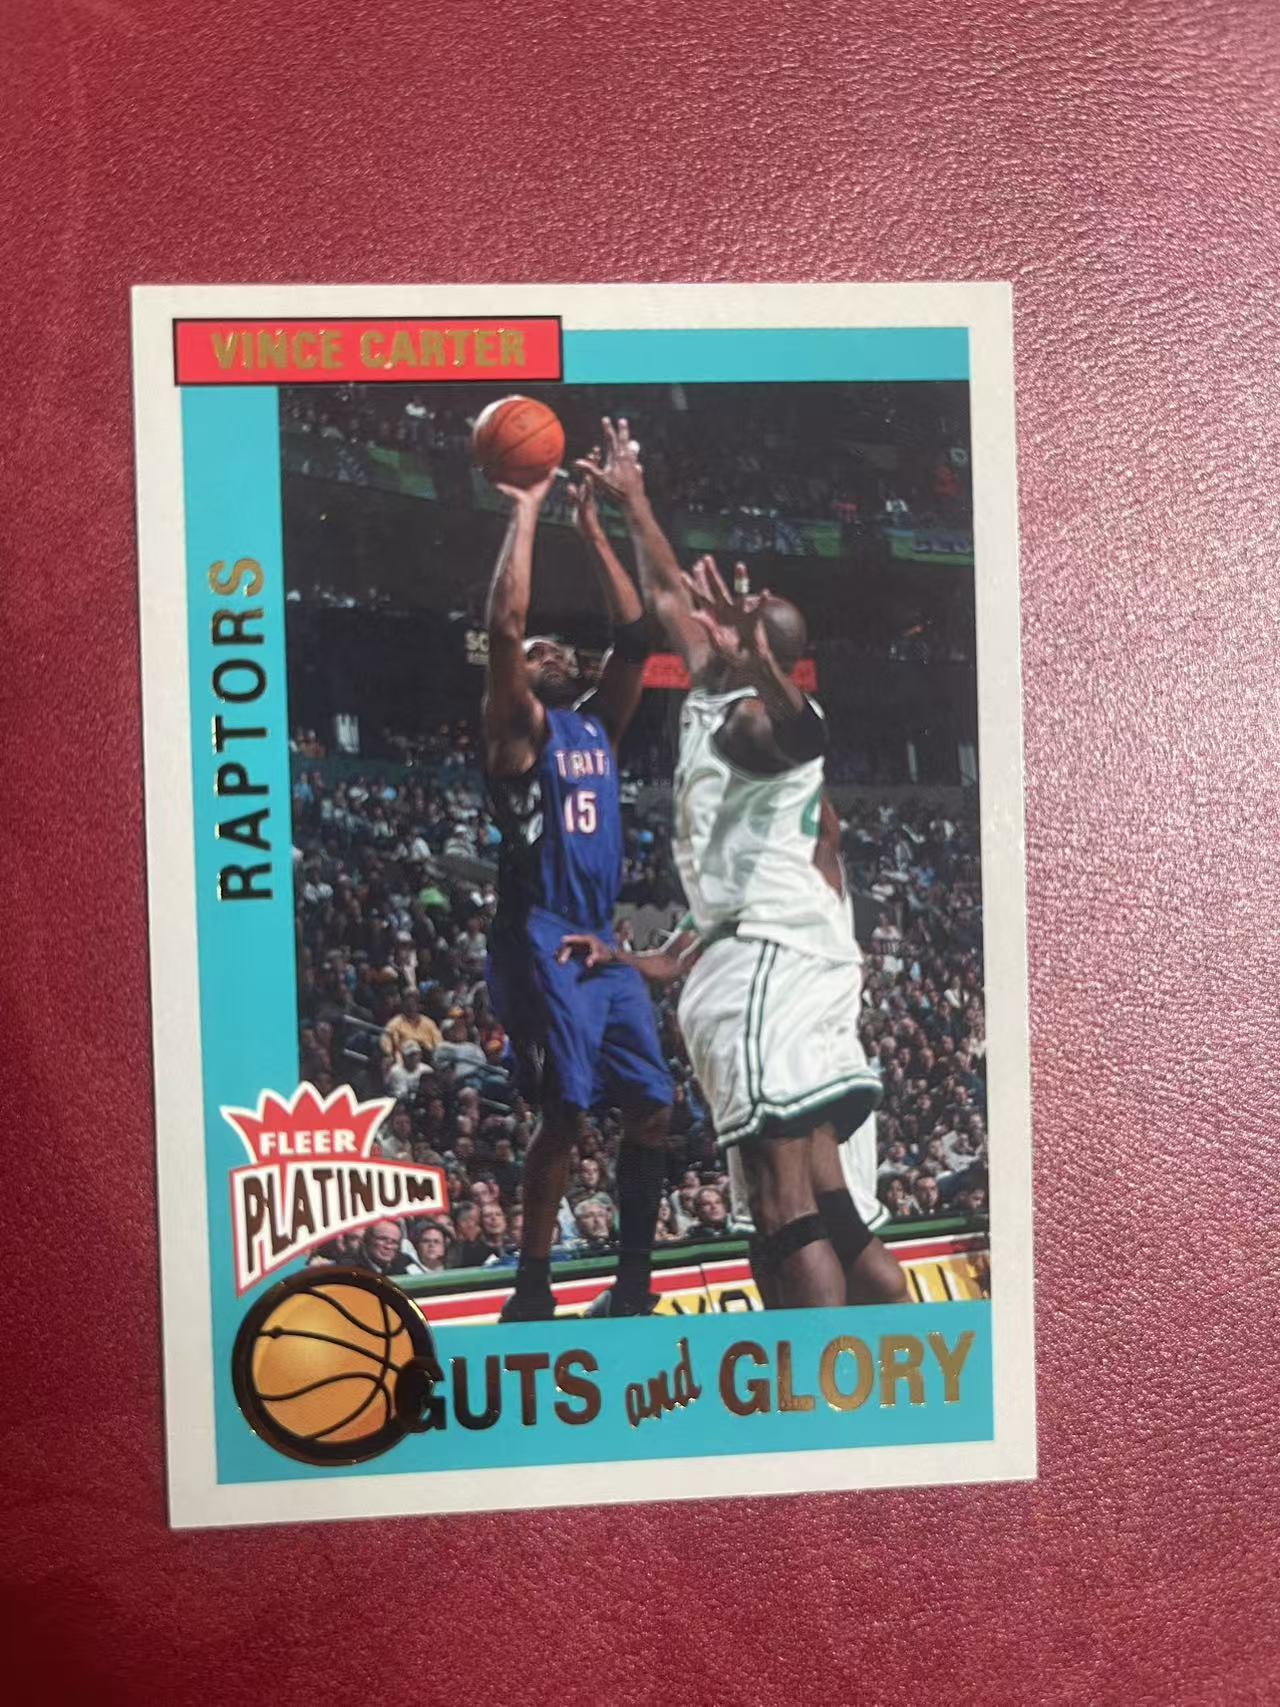 VINCE CARTER
RAPTORS
15
FLEER
PLATINUM
GUTS and GLORY